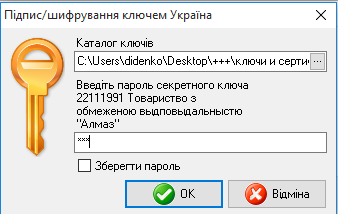 Підпис/шифрування ключем Україна
Каталог ключів
C:\Users\didenko\Desktop\+++\ключи и серти
...
Введіть пароль секретного ключа
22111991 Товариство з
обмеженою выдповыдальныстю
"Алмаз"
***
Зберегти пароль
OK
Відміна